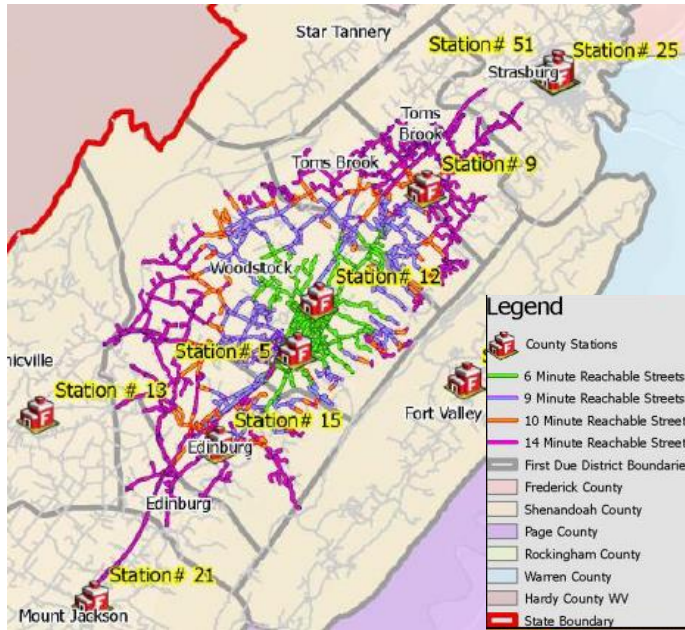 Star Tannery
Station# 51
Station# 25
Strasburg
Toms
Brook
Toms Brook
Station# 9
Woodstock
Station# 12
Station# 5
Station # 13
Station# 15
Fort Valley
Edinburg
Edinburg
Station# 21
Mount Jackson
Legend
County Stations
6 Minute Reachable Streets
9 Minute Reachable Streets
10 Minute Reachable Streets
14 Minute Reachable Street
First Due District Boundarie
Frederick County
Shenandoah County
Page County
Rockingham County
Warren County
Hardy County WV
State Boundary